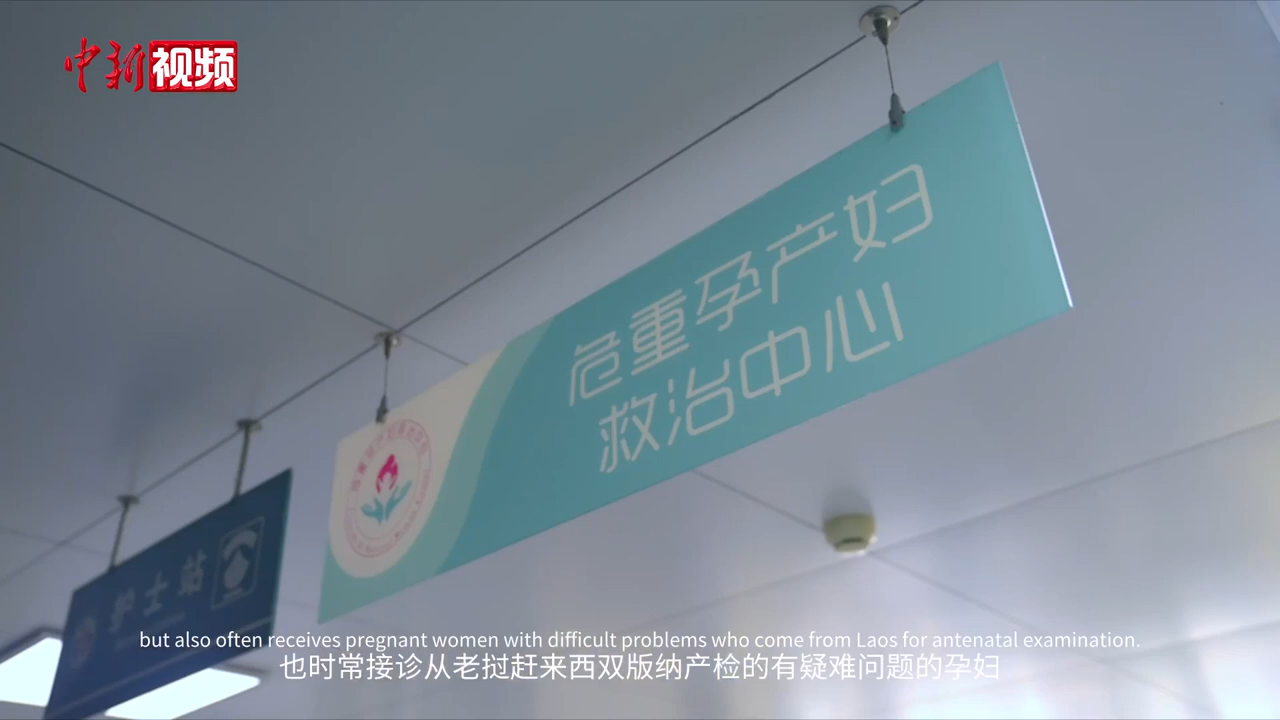 中新视频
危重孕产妇
救治中心
护士站
but also often receives pregnant women with difficult problems who come from Laos for antenatal examination.
也时常接诊从老挝赶来西双版纳产检的有疑难问题的孕妇